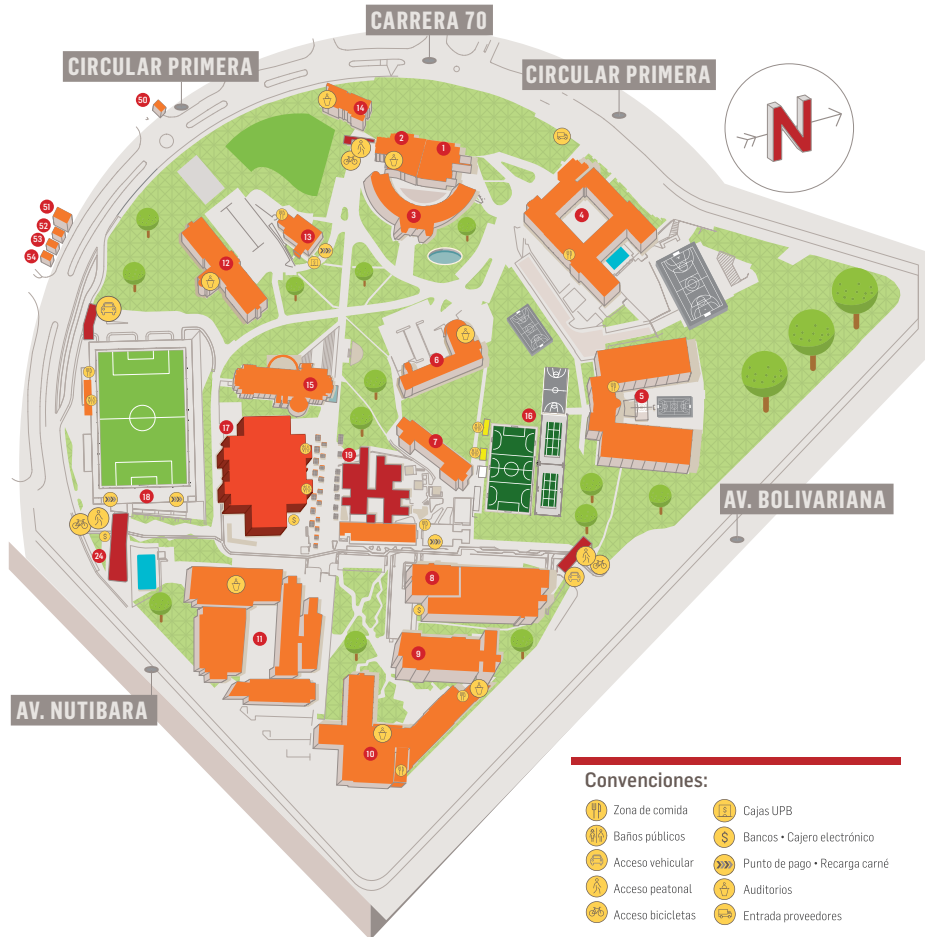 CARRERA 70
CIRCULAR PRIMERA
CIRCULAR PRIMERA
N
50
14
2
1
3
4
51
52
53
54
13
12
6
5
15
16
17
7
19
18
AV. BOLIVARIANA
24
$
$
8
$
11
9
AV. NUTIBARA
10
Convenciones:
Zona de comida
Baños públicos
Acceso vehicular
Acceso peatonal
Acceso bicicletas
$ Cajas UPB
$ Bancos • Cajero electrónico
Punto de pago • Recarga carné
Auditorios
Entrada proveedores